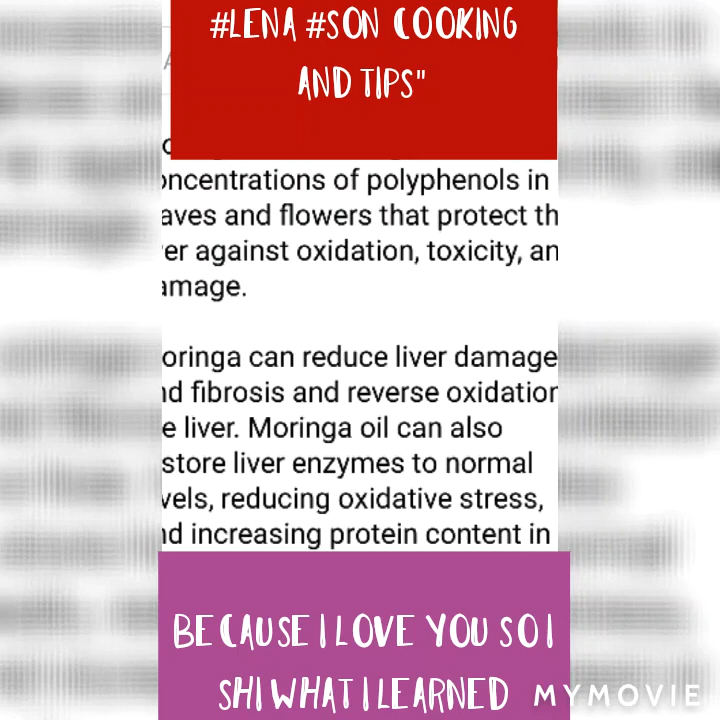 #LENA #SON COOKING
AND TIPS"
oncentrations of polyphenols in
aves and flowers that protect th
er against oxidation, toxicity, an
amage.
oringa can reduce liver damage
nd fibrosis and reverse oxidation
e liver. Moringa oil can also
store liver enzymes to normal
vels, reducing oxidative stress,
nd increasing protein content in
BECAUSE I LOVE YOU SO I
SHI WHAT I LEARNED
MYMOVIE